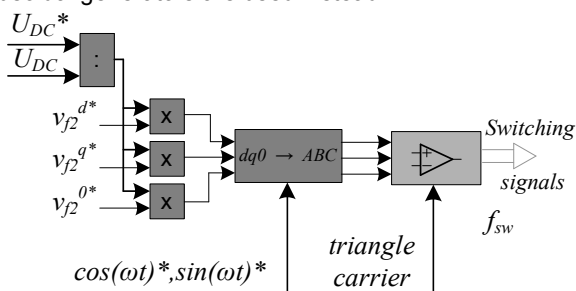 U_DC*
U_DC
:
v_f2^d*
x
v_f2^q*
x
v_f2^0*
x
dq0 → ABC
Switching
signals
f_sw
triangle
carrier
cos(ωt)*,sin(ωt)*